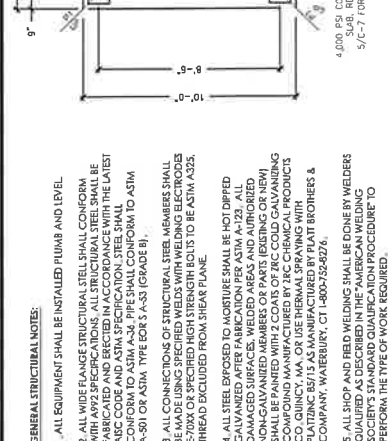 GENERAL STRUCTURAL NOTES:
. ALL EQUIPMENT SHALL BE INSTALLED PLUMB AND LEVEL
2. ALL WIDE FLANGE STRUCTURAL STEEL SHALL CONFORM
WITH A992 SPECIFICATIONS, ALL STRUCTURAL STEEL SHALL BE
FABRICATED AND ERECTED IN ACCORDANCE WITH THE LATEST
AISC CODE AND ASTM SPECIFICATION. STEEL SHALL
CONFORM TO ASTM A-36. PIPE SHALL CONFORM TO ASTM
A-501 OR ASTM TYPE E OR S A-53 (GRADE B).
3. ALL CONNECTIONS OF STRUCTURAL STEEL MEMBERS SHALL
BE MADE USING SPECIFIED WELDS WITH WELDING ELECTRODES
E-70XX OR SPECIFIED HIGH STRENGTH BOLTS TO BE ASTM A325,
THREAD EXCLUDED FROM SHEAR PLANE.
4. ALL STEEL EXPOSED TO MOISTURE SHALL BE HOT DIPPED
GALVANIZED AFTER FABRICATION PER ASTM A-123. ALL
DAMAGED SURFACES, WELDED AREAS AND AUTHORIZED
NON-GALVANIZED MEMBERS OR PARTS (EXISTING OR NEW)
SHALL BE PAINTED WITH 2 COATS OF ZRC COLD GALVANIZING
COMPOUND MANUFACTURED BY ZRC CHEMICAL PRODUCTS
CO. QUINCY, MA., OR USE THERMAL SPRAYING WITH
PLATTZINC 85/15 AS MANUFACTURED BY PLATT BROTHERS &
COMPANY, WATERBURY, CT 1-800-752-8276.
5. ALL SHOP AND FIELD WELDING SHALL BE DONE BY WELDERS
QUALIFIED AS DESCRIBED IN THE "AMERICAN WELDING
SOCIETY'S STANDARD QUALIFICATION PROCEDURE" TO
PERFORM THE TYPE OF WORK REQUIRED.
6"
8'-6"
10'-0"
4,000 PSI CO
SLAB, RE
5/C-7 FOR